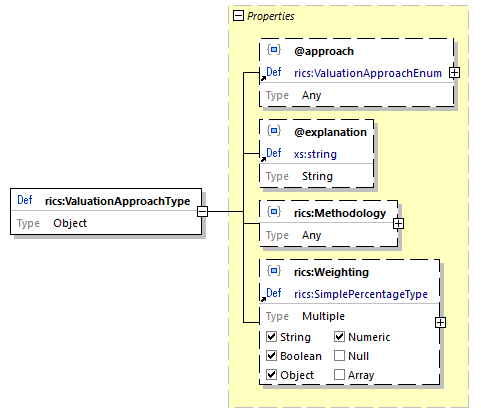 Properties
@approach
Def rics:ValuationApproachEnum
Type Any
@explanation
Def xs:string
Type String
Def rics:ValuationApproachType
Type Object
rics:Methodology
Type Any
rics:Weighting
Def rics:SimplePercentageType
Type Multiple
String Numeric
Boolean Null
Object Array